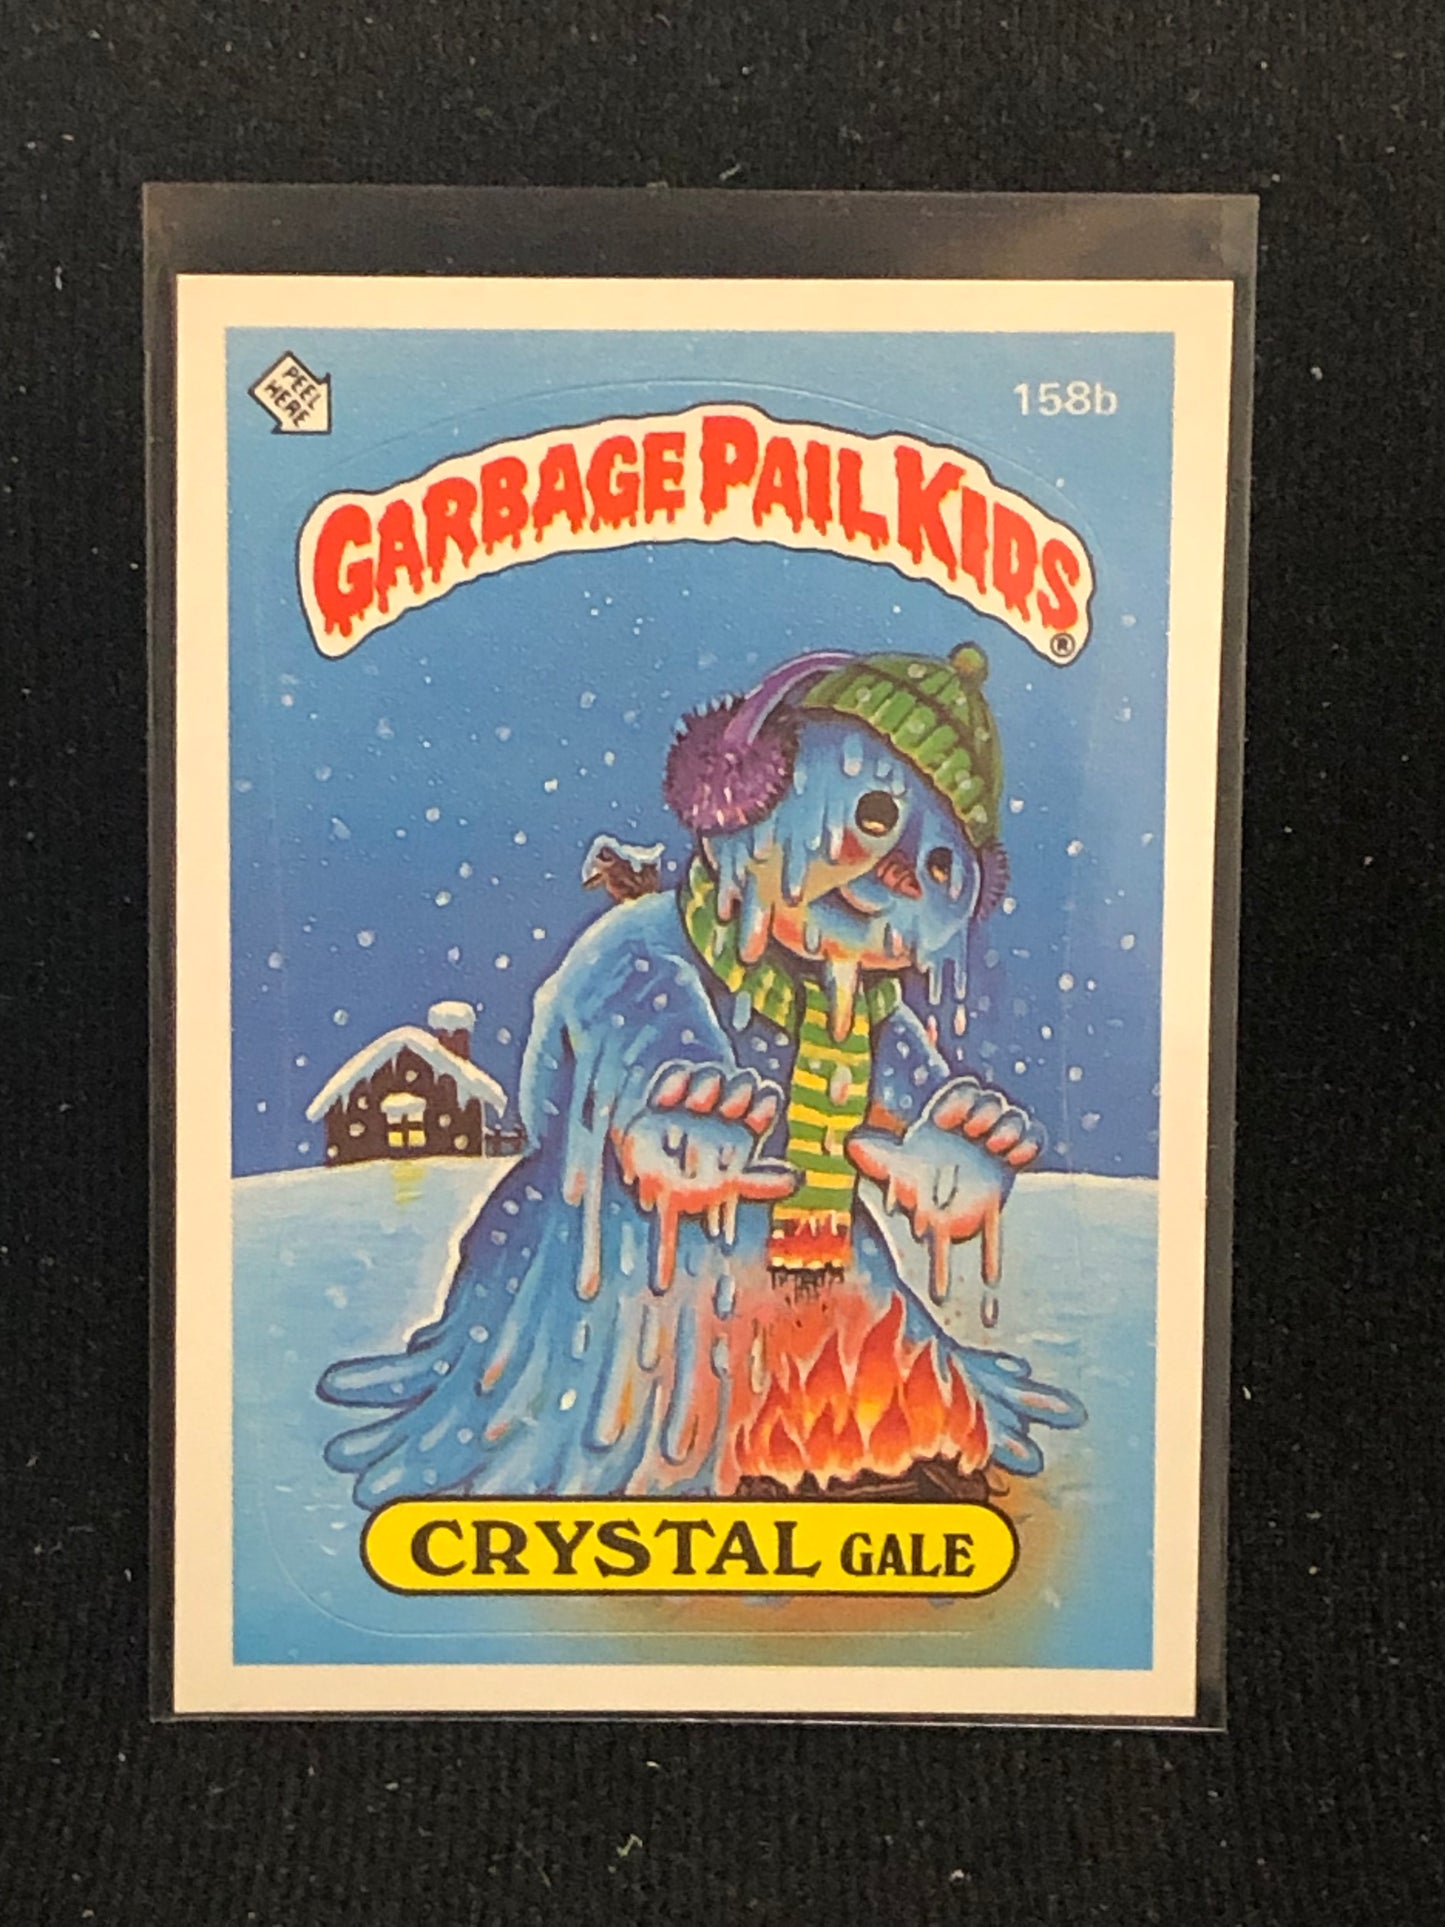 PEEL
HERE
158b
GARBAGE PAIL KIDS
®
CRYSTAL GALE